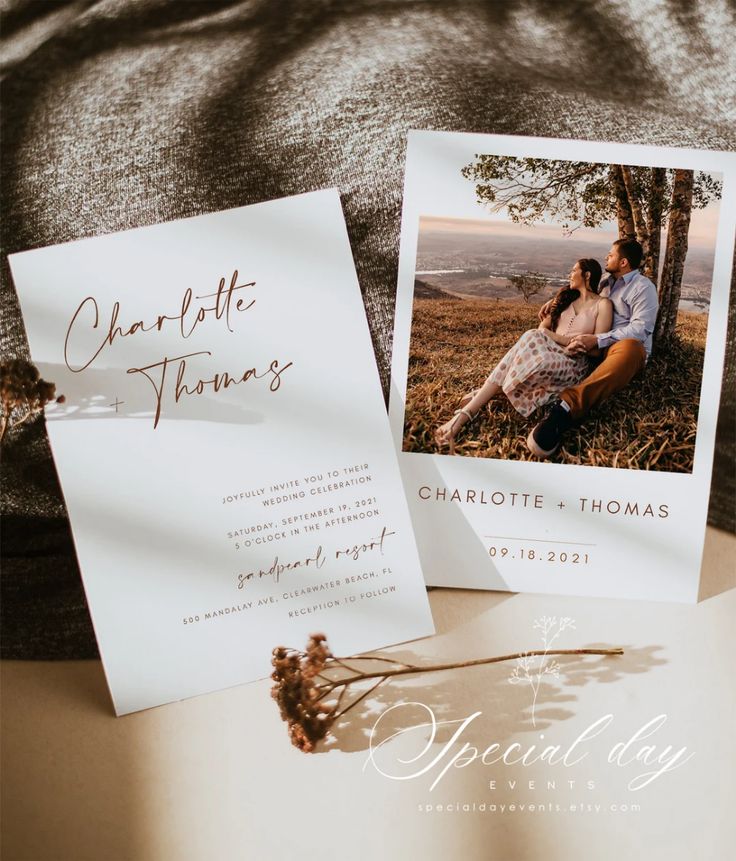 Charlotte
+ Thomas
JOYFULLY INVITE YOU TO THEIR
WEDDING CELEBRATION
SATURDAY, SEPTEMBER 19, 2021
5 O'CLOCK IN THE AFTERNOON
sandpearl resort
500 MANDALAY AVE, CLEARWATER BEACH, FL
RECEPTION TO FOLLOW
CHARLOTTE + THOMAS
09.18.2021
Special day
EVENTS
specialdayevents.etsy.com